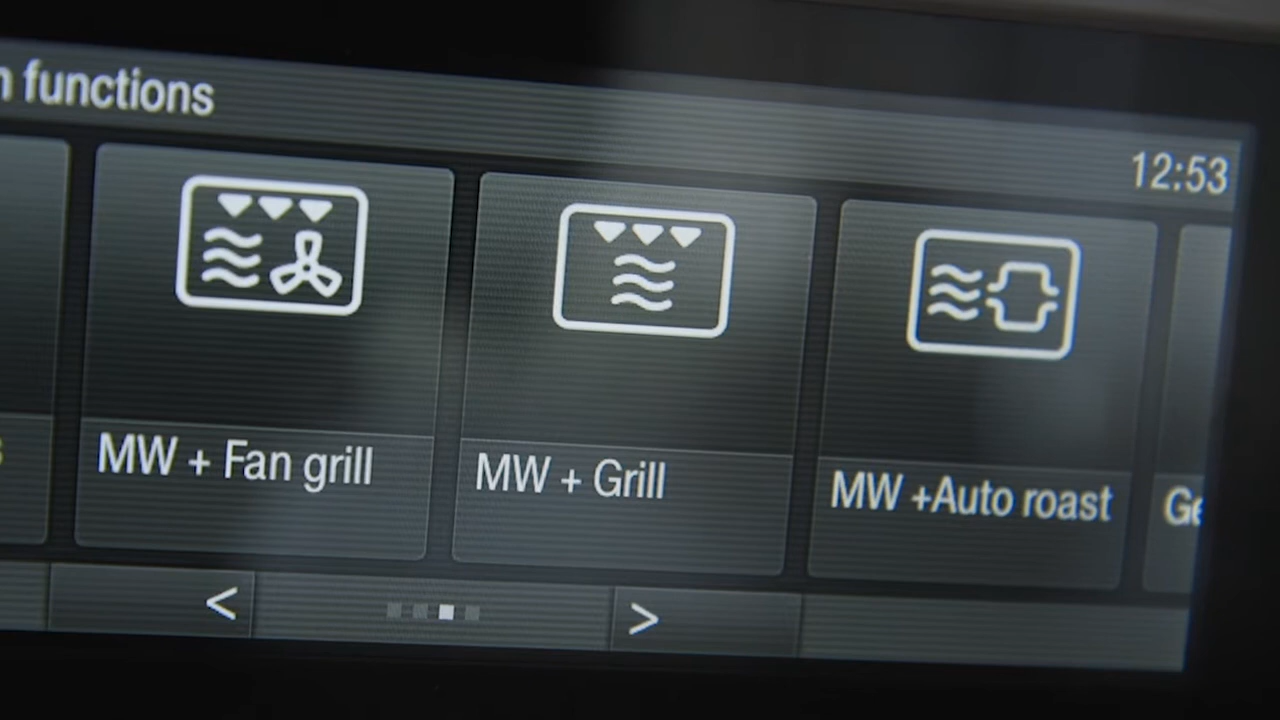 functions
12:53
MW + Fan grill
MW + Grill
MW +Auto roast
< >